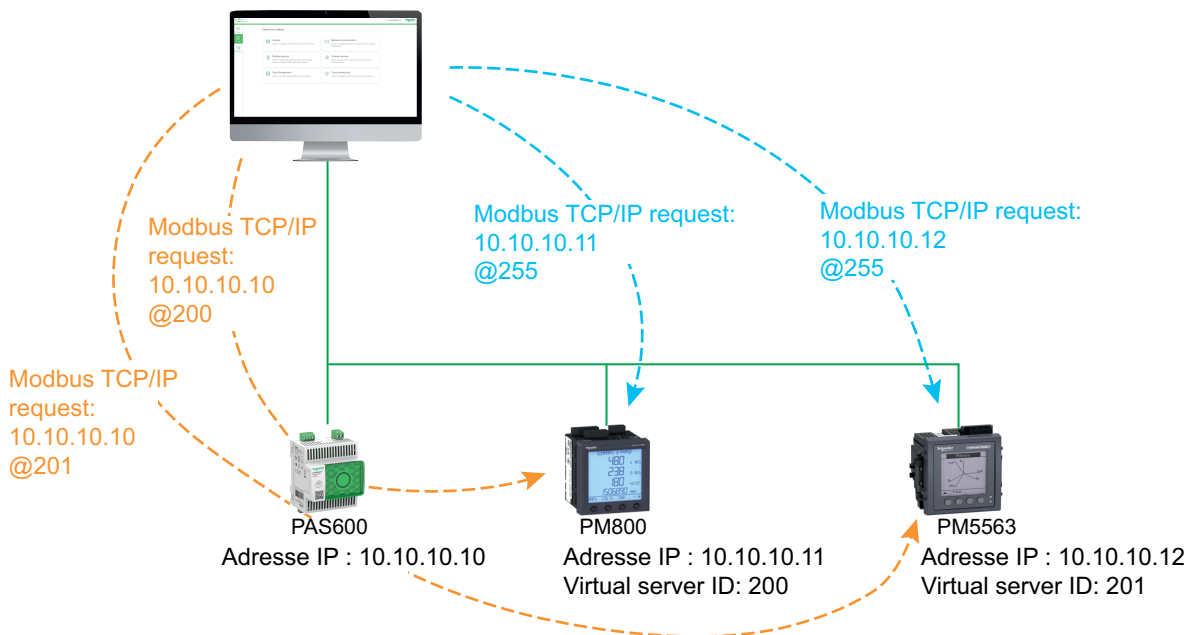 Modbus TCP/IP
request:
10.10.10.10
@200
Modbus TCP/IP request:
10.10.10.11
@255
Modbus TCP/IP request:
10.10.10.12
@255
Modbus TCP/IP
request:
10.10.10.10
@201
PAS600
Adresse IP : 10.10.10.10
PM800
Adresse IP : 10.10.10.11
Virtual server ID: 200
PM5563
Adresse IP : 10.10.10.12
Virtual server ID: 201